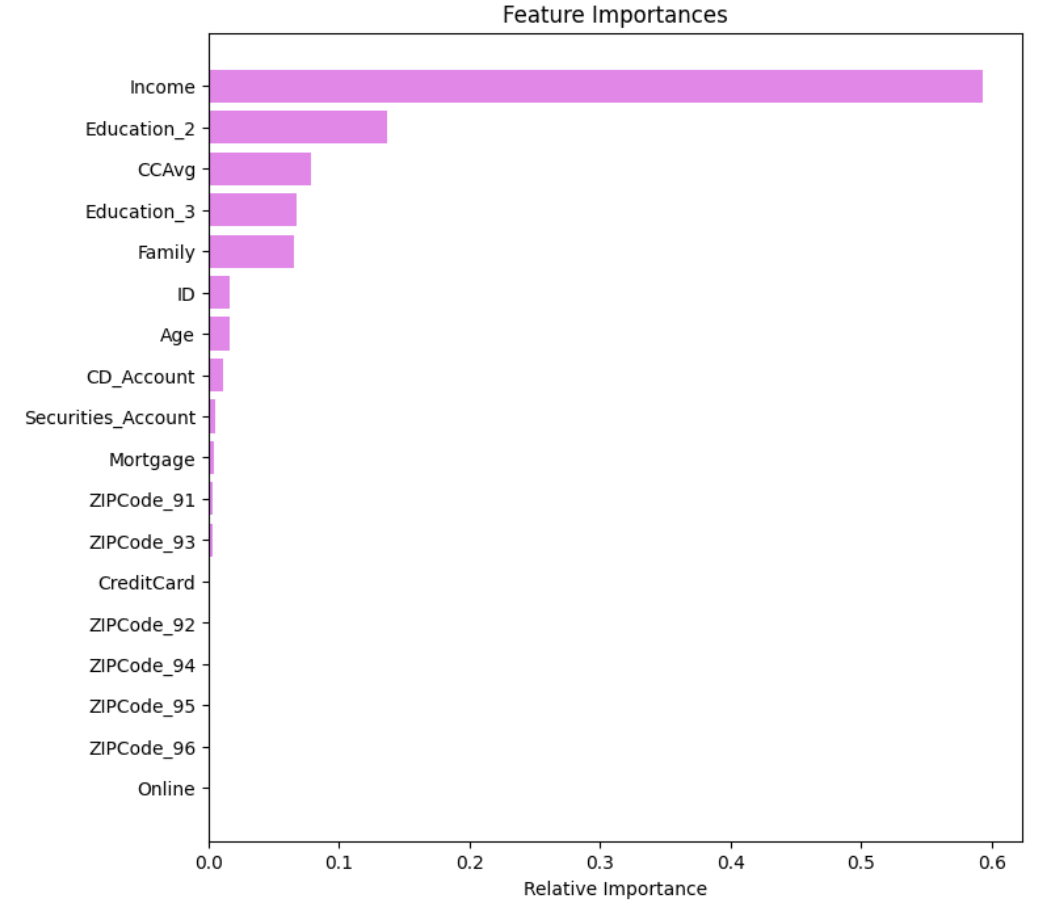 Feature Importances
Income
Education_2
CCAvg
Education_3
Family
ID
Age
CD_Account
Securities_Account
Mortgage
ZIPCode_91
ZIPCode_93
CreditCard
ZIPCode_92
ZIPCode_94
ZIPCode_95
ZIPCode_96
Online
0.0 0.1 0.2 0.3 0.4 0.5 0.6
Relative Importance